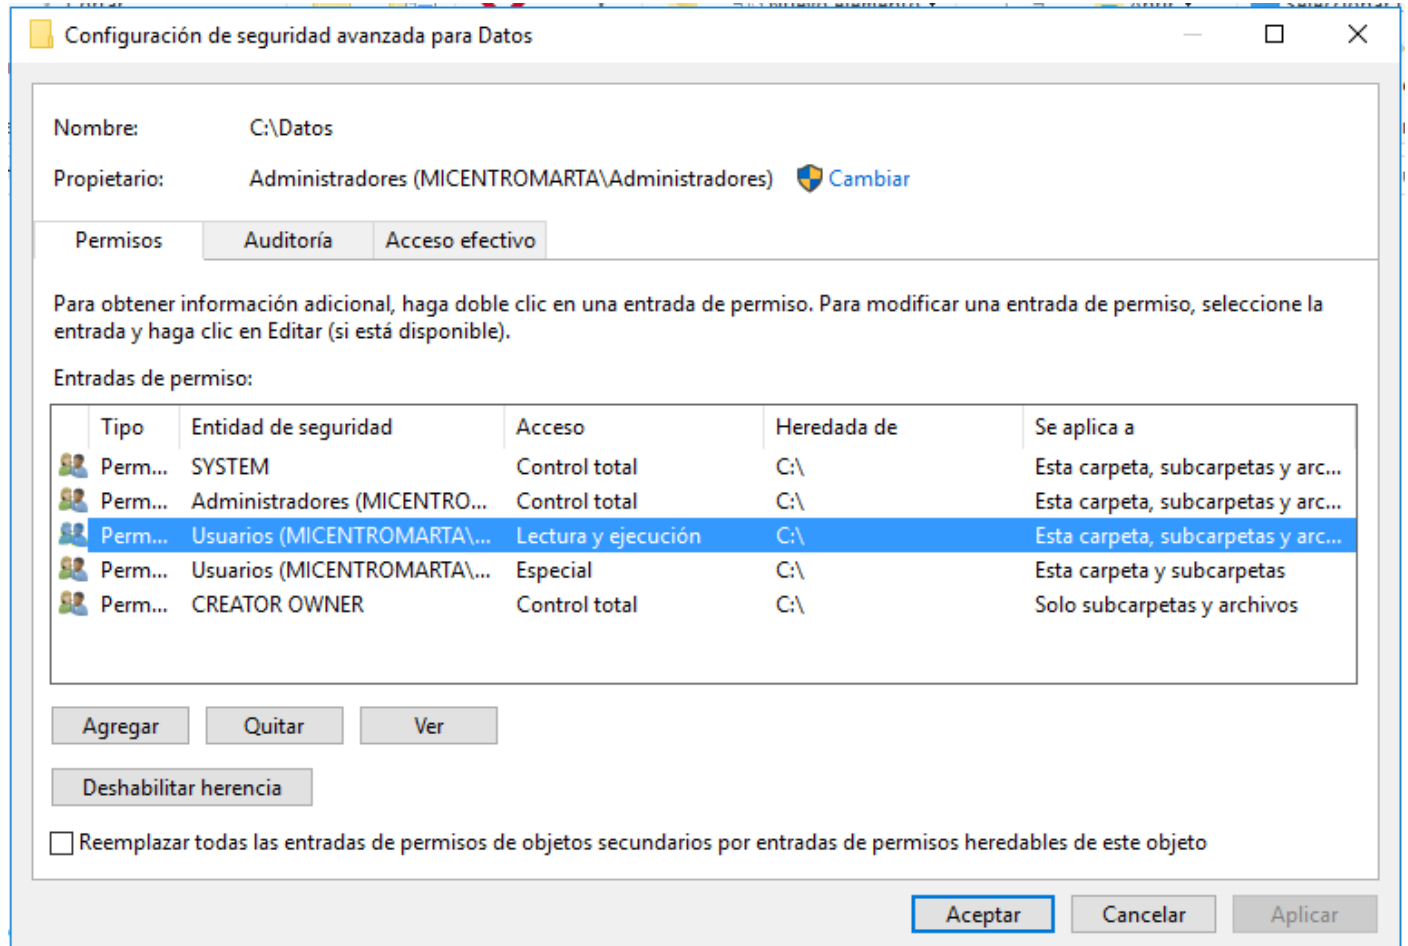 Configuración de seguridad avanzada para Datos
Nombre: C:\Datos
Propietario: Administradores (MICENTROMARTA\Administradores) Cambiar
Permisos Auditoría Acceso efectivo
Para obtener información adicional, haga doble clic en una entrada de permiso. Para modificar una entrada de permiso, seleccione la
entrada y haga clic en Editar (si está disponible).
Entradas de permiso:
Tipo Entidad de seguridad Acceso Heredada de Se aplica a
Perm... SYSTEM Control total C:\ Esta carpeta, subcarpetas y arc...
Perm... Administradores (MICENTRO... Control total C:\ Esta carpeta, subcarpetas y arc...
Perm... Usuarios (MICENTROMARTA\... Lectura y ejecución C:\ Esta carpeta, subcarpetas y arc...
Perm... Usuarios (MICENTROMARTA\... Especial C:\ Esta carpeta y subcarpetas
Perm... CREATOR OWNER Control total C:\ Solo subcarpetas y archivos
Agregar Quitar Ver
Deshabilitar herencia
Reemplazar todas las entradas de permisos de objetos secundarios por entradas de permisos heredables de este objeto
Aceptar Cancelar Aplicar